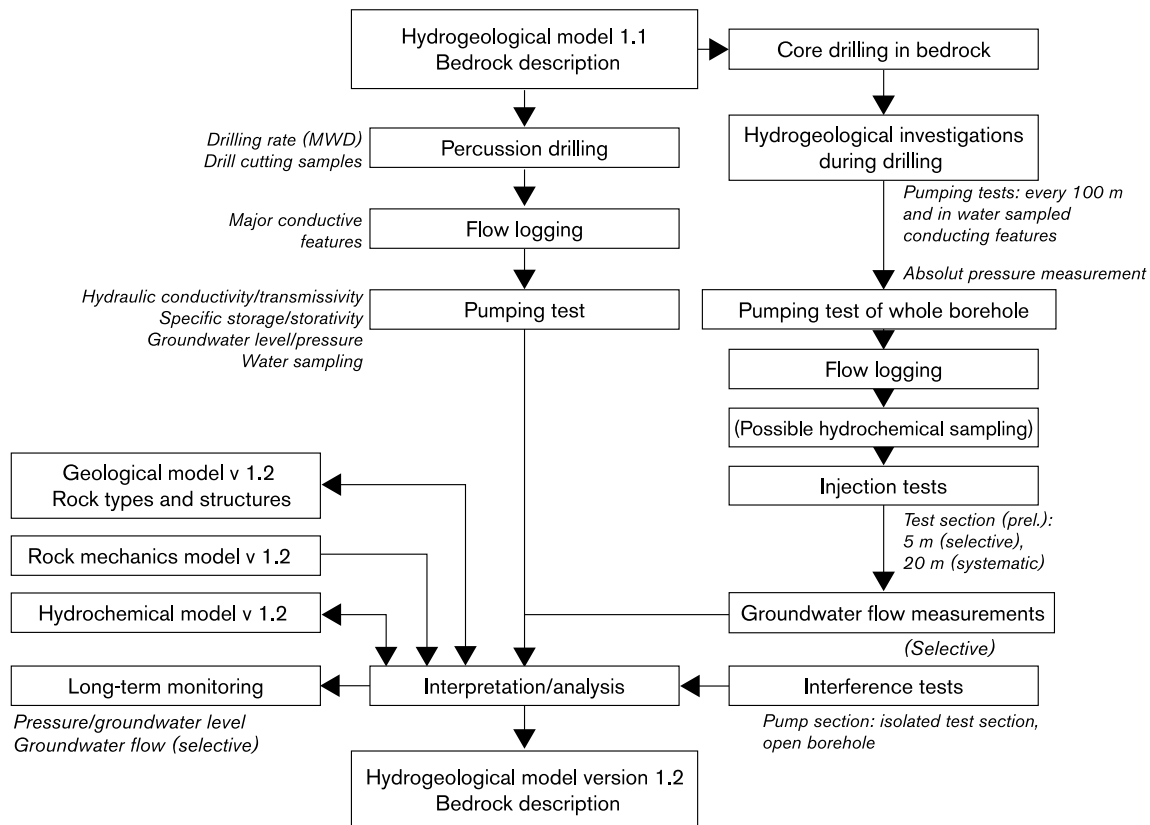 Hydrogeological model 1.1
Bedrock description
Core drilling in bedrock
Drilling rate (MWD)
Drill cutting samples
Percussion drilling
Hydrogeological investigations
during drilling
Pumping tests: every 100 m
and in water sampled
conducting features
Major conductive
features
Flow logging
Absolut pressure measurement
Hydraulic conductivity/transmissivity
Specific storage/storativity
Groundwater level/pressure
Water sampling
Pumping test
Pumping test of whole borehole
Flow logging
(Possible hydrochemical sampling)
Injection tests
Test section (prel.):
5 m (selective),
20 m (systematic)
Geological model v 1.2
Rock types and structures
Rock mechanics model v 1.2
Hydrochemical model v 1.2
Groundwater flow measurements
(Selective)
Long-term monitoring
Pressure/groundwater level
Groundwater flow (selective)
Interpretation/analysis
Interference tests
Pump section: isolated test section,
open borehole
Hydrogeological model version 1.2
Bedrock description